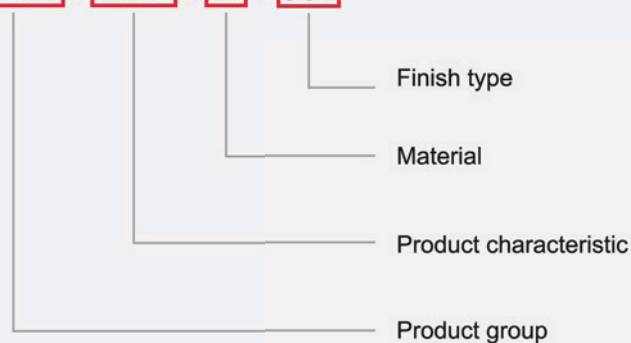 Finish type
Material
Product characteristic
Product group